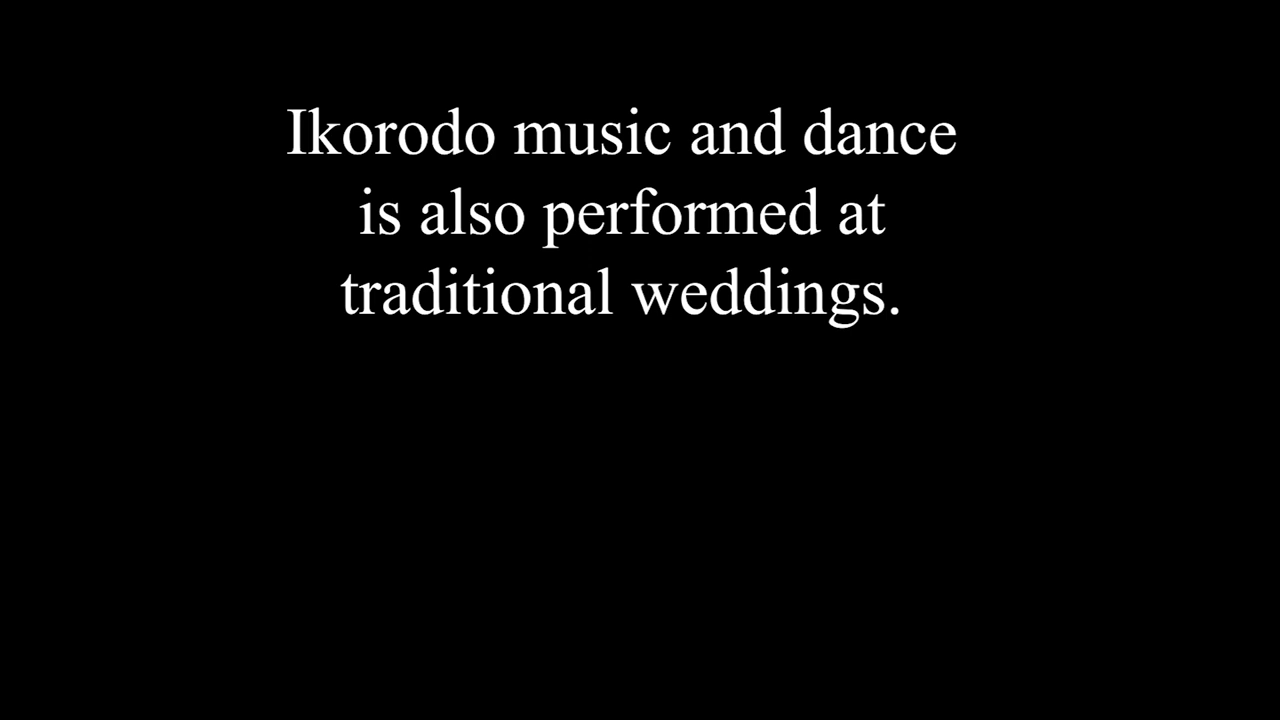 Ikorodo music and dance
is also performed at
traditional weddings.